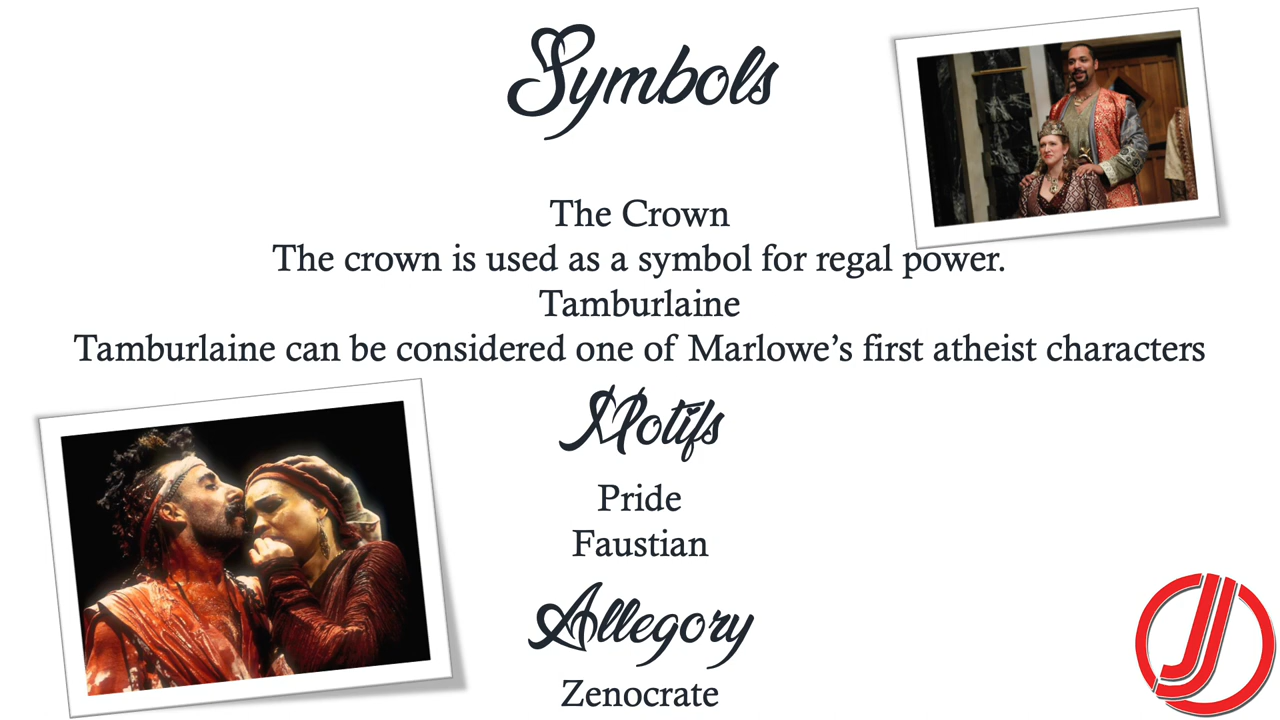 Symbols
The Crown
The crown is used as a symbol for regal power.
Tamburlaine
Tamburlaine can be considered one of Marlowe’s first atheist characters
Motifs
Pride
Faustian
Allegory
Zenocrate
JJ